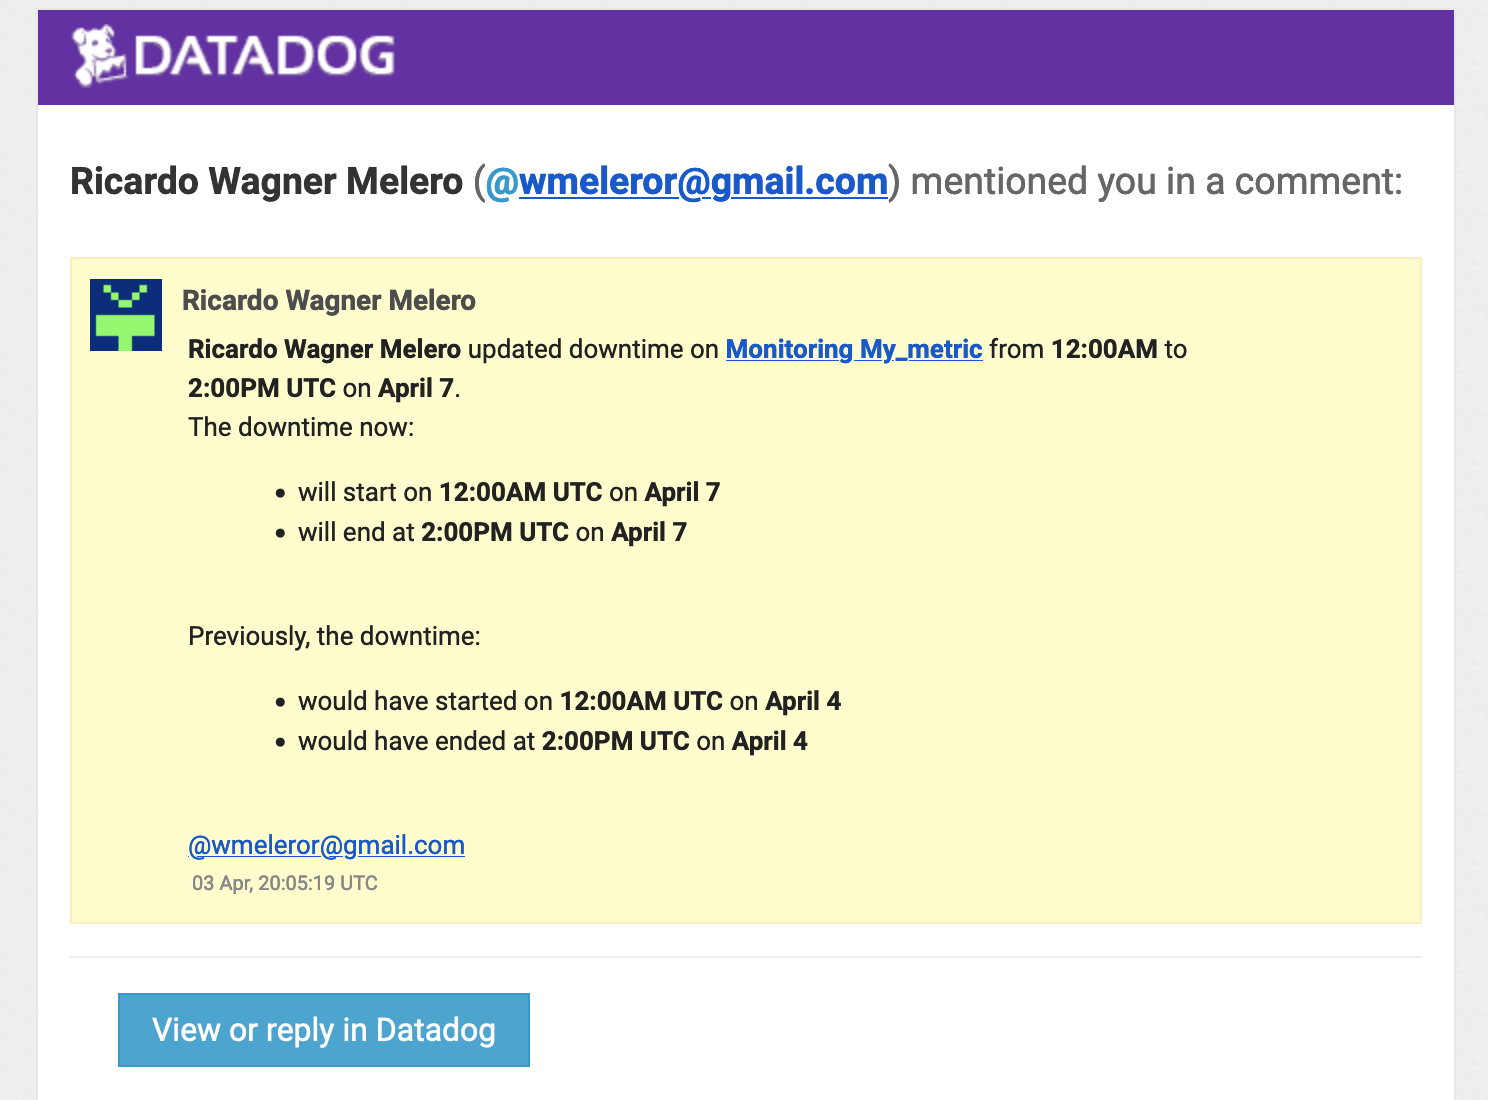 DATADOG
Ricardo Wagner Melero (@wmeleror@gmail.com) mentioned you in a comment:
Ricardo Wagner Melero
Ricardo Wagner Melero updated downtime on Monitoring My_metric from 12:00AM to
2:00PM UTC on April 7.
The downtime now:
• will start on 12:00AM UTC on April 7
• will end at 2:00PM UTC on April 7
Previously, the downtime:
• would have started on 12:00AM UTC on April 4
• would have ended at 2:00PM UTC on April 4
@wmeleror@gmail.com
03 Apr, 20:05:19 UTC
View or reply in Datadog